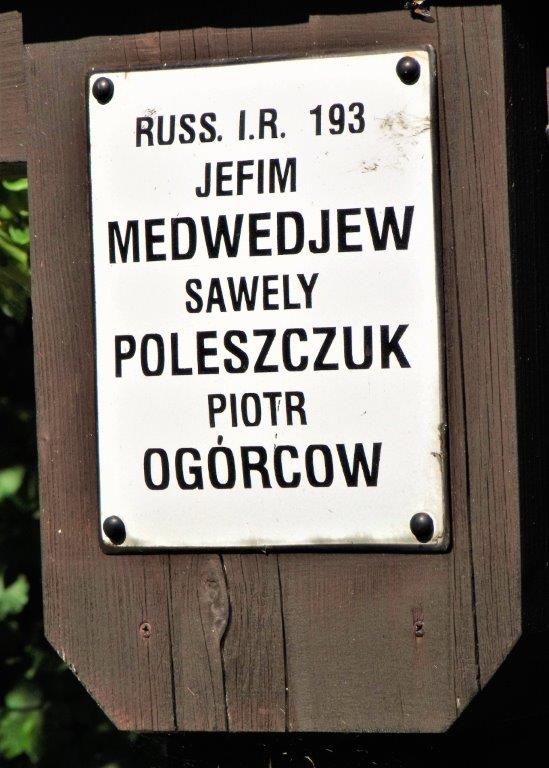 RUSS. I.R. 193
JEFIM
MEDWEDJEW
SAWELY
POLESZCZUK
PIOTR
OGÓRCOW